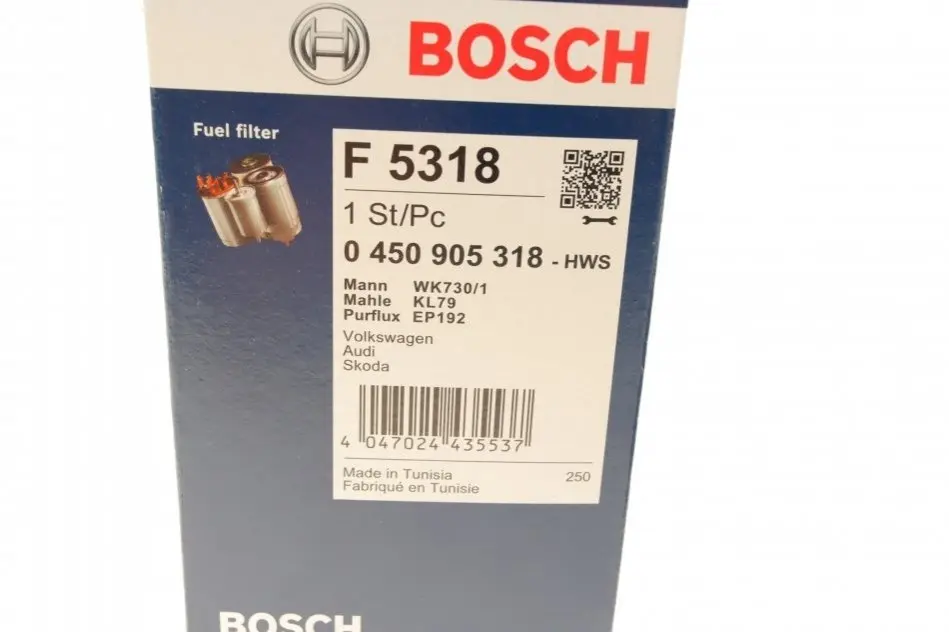 BOSCH
Fuel filter
F 5318
1 St/Pc
0 450 905 318 - HWS
Mann WK730/1
Mahle KL79
Purflux EP192
Volkswagen
Audi
Skoda
4 047024 435537
Made in Tunisia 250
Fabriqué en Tunisie
BOSCH